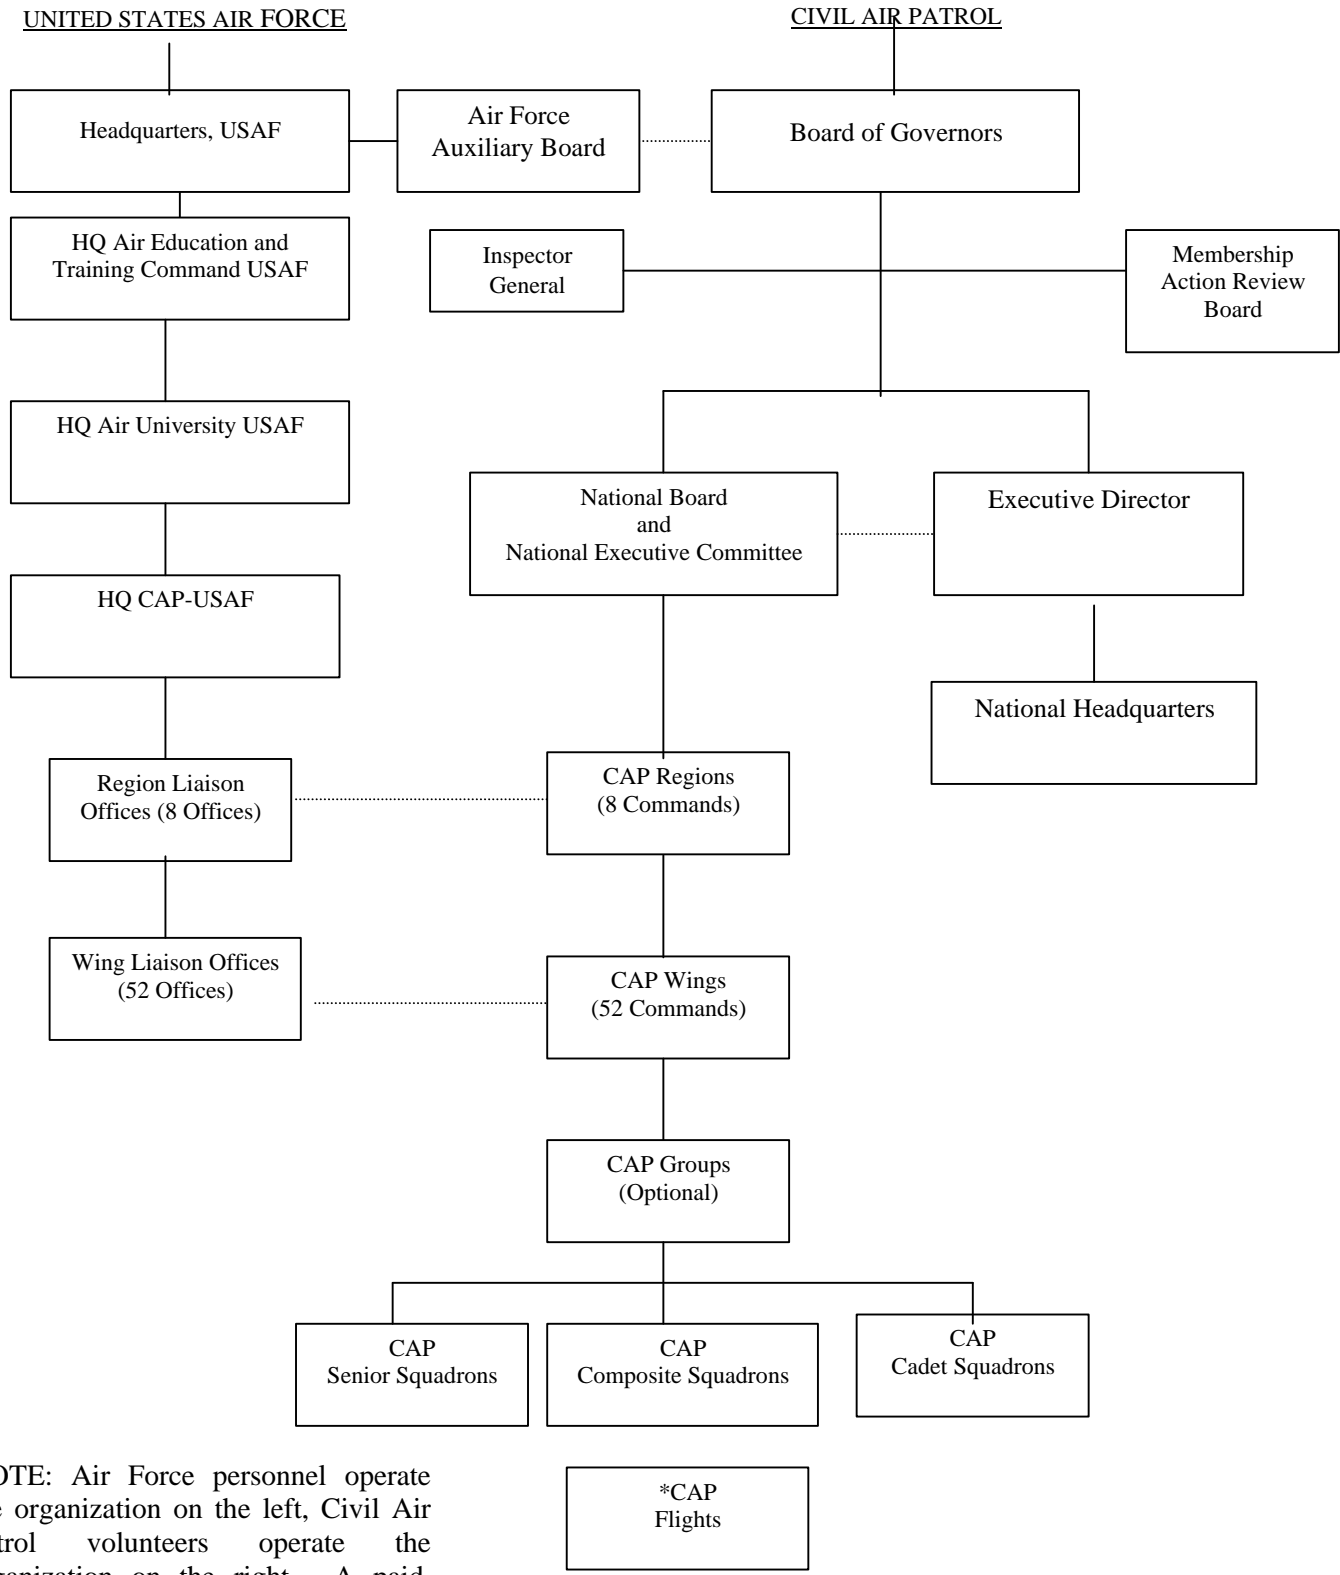 UNITED STATES AIR FORCE
CIVIL AIR PATROL
Headquarters, USAF
Air Force
Auxiliary Board
Board of Governors
HQ Air Education and
Training Command USAF
Inspector
General
Membership
Action Review
Board
HQ Air University USAF
National Board
and
National Executive Committee
Executive Director
HQ CAP-USAF
National Headquarters
Region Liaison
Offices (8 Offices)
CAP Regions
(8 Commands)
Wing Liaison Offices
(52 Offices)
CAP Wings
(52 Commands)
CAP Groups
(Optional)
CAP
Senior Squadrons
CAP
Composite Squadrons
CAP
Cadet Squadrons
OTE: Air Force personnel operate
e organization on the left, Civil Air
trol volunteers operate the
ganization on the right. A paid
*CAP
Flights